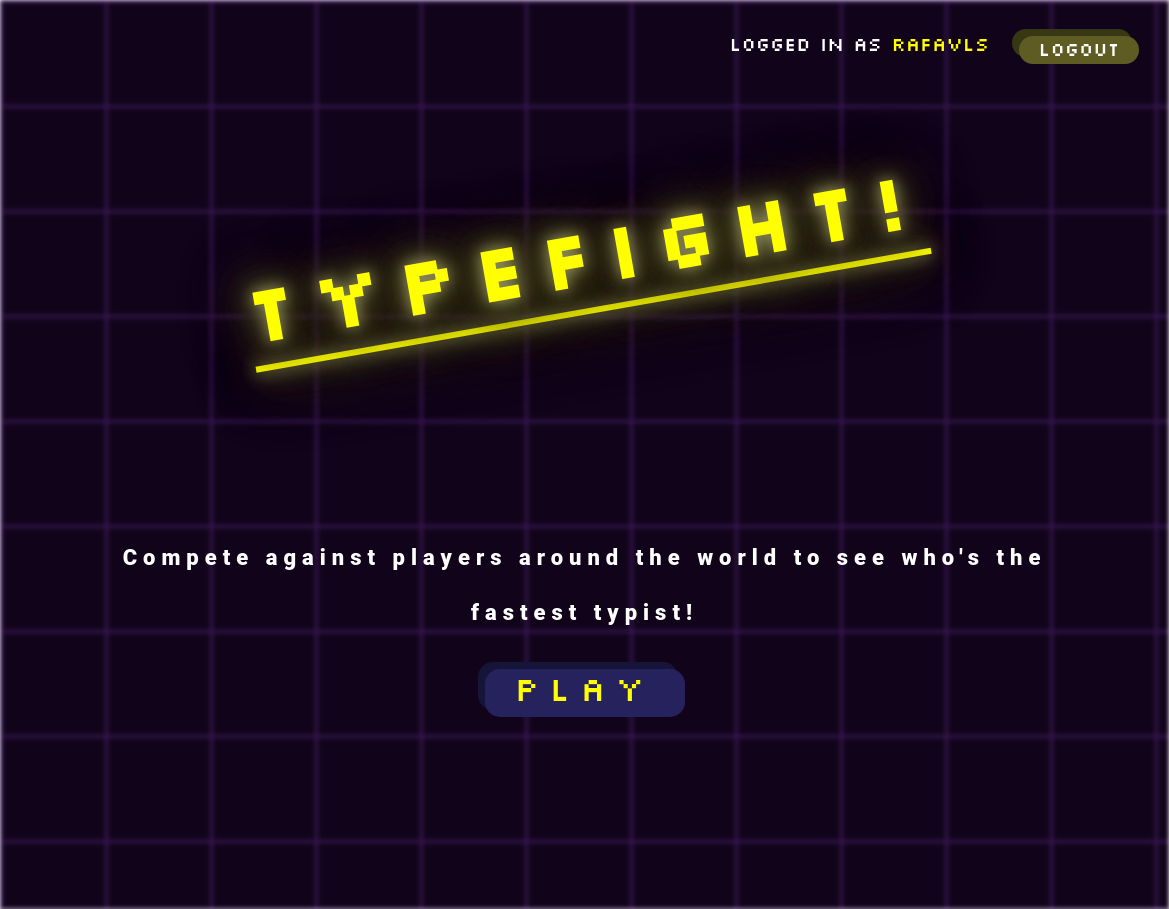 LOGGED IN AS RAFAVLS
LOGOUT
TYPEFIGHT!
Compete against players around the world to see who's the
fastest typist!
PLAY